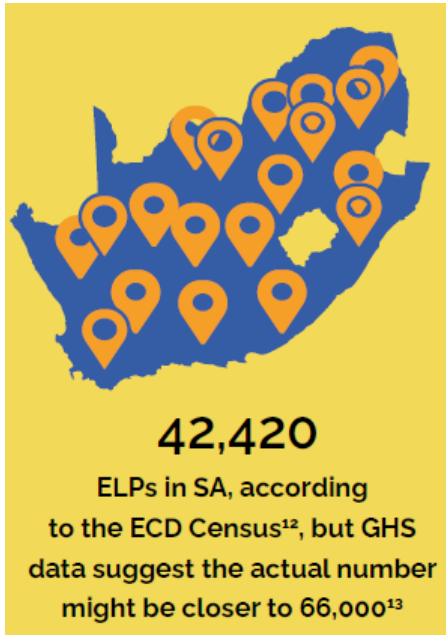 42,420
ELPs in SA, according
to the ECD Census¹², but GHS
data suggest the actual number
might be closer to 66,000¹³